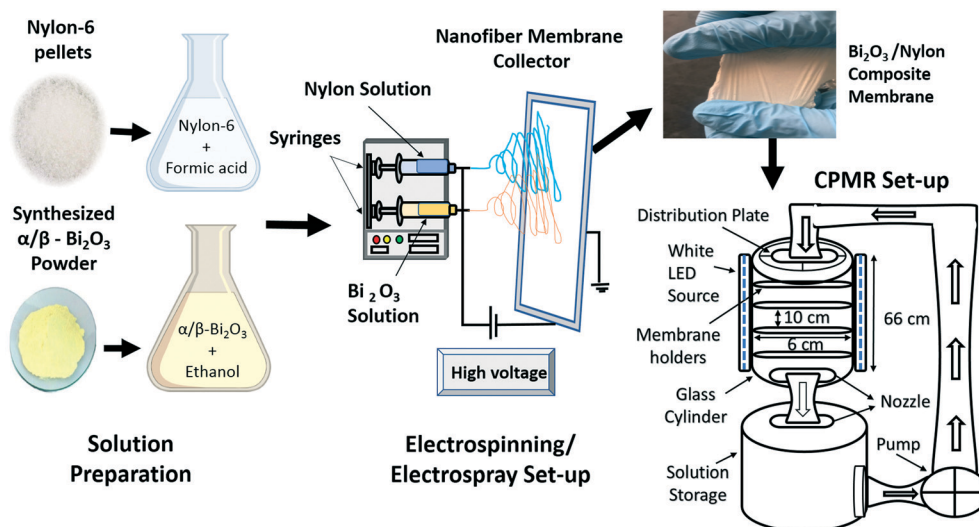 Nylon-6
pellets
Nylon-6
+
Formic acid
Synthesized
α/β - Bi₂O₃
Powder
α/β-Bi₂O₃
+
Ethanol
Solution
Preparation
Nanofiber Membrane
Collector
Nylon Solution
Syringes
Bi ₂ O₃
Solution
High voltage
Electrospinning/
Electrospray Set-up
Bi₂O₃ /Nylon
Composite
Membrane
CPMR Set-up
Distribution Plate
White
LED
Source
10 cm
66 cm
Membrane
holders
6 cm
Glass
Cylinder
Nozzle
Pump
Solution
Storage